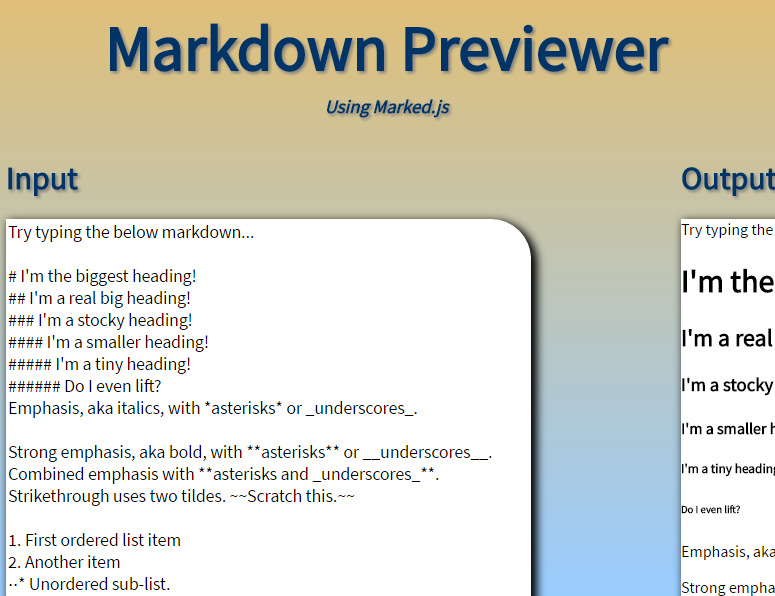 Markdown Previewer
Using Marked.js
Input
Try typing the below markdown...
# I'm the biggest heading!
## I'm a real big heading!
### I'm a stocky heading!
#### I'm a smaller heading!
##### I'm a tiny heading!
###### Do I even lift?
Emphasis, aka italics, with *asterisks* or _underscores_.
Strong emphasis, aka bold, with **asterisks** or __underscores__.
Combined emphasis with **asterisks and _underscores_**.
Strikethrough uses two tildes. ~~Scratch this.~~
1. First ordered list item
2. Another item
··* Unordered sub-list.
Output
Try typing the
I'm the
I'm a real
I'm a stocky
I'm a smaller h
I'm a tiny heading
Do I even lift?
Emphasis, aka
Strong empha